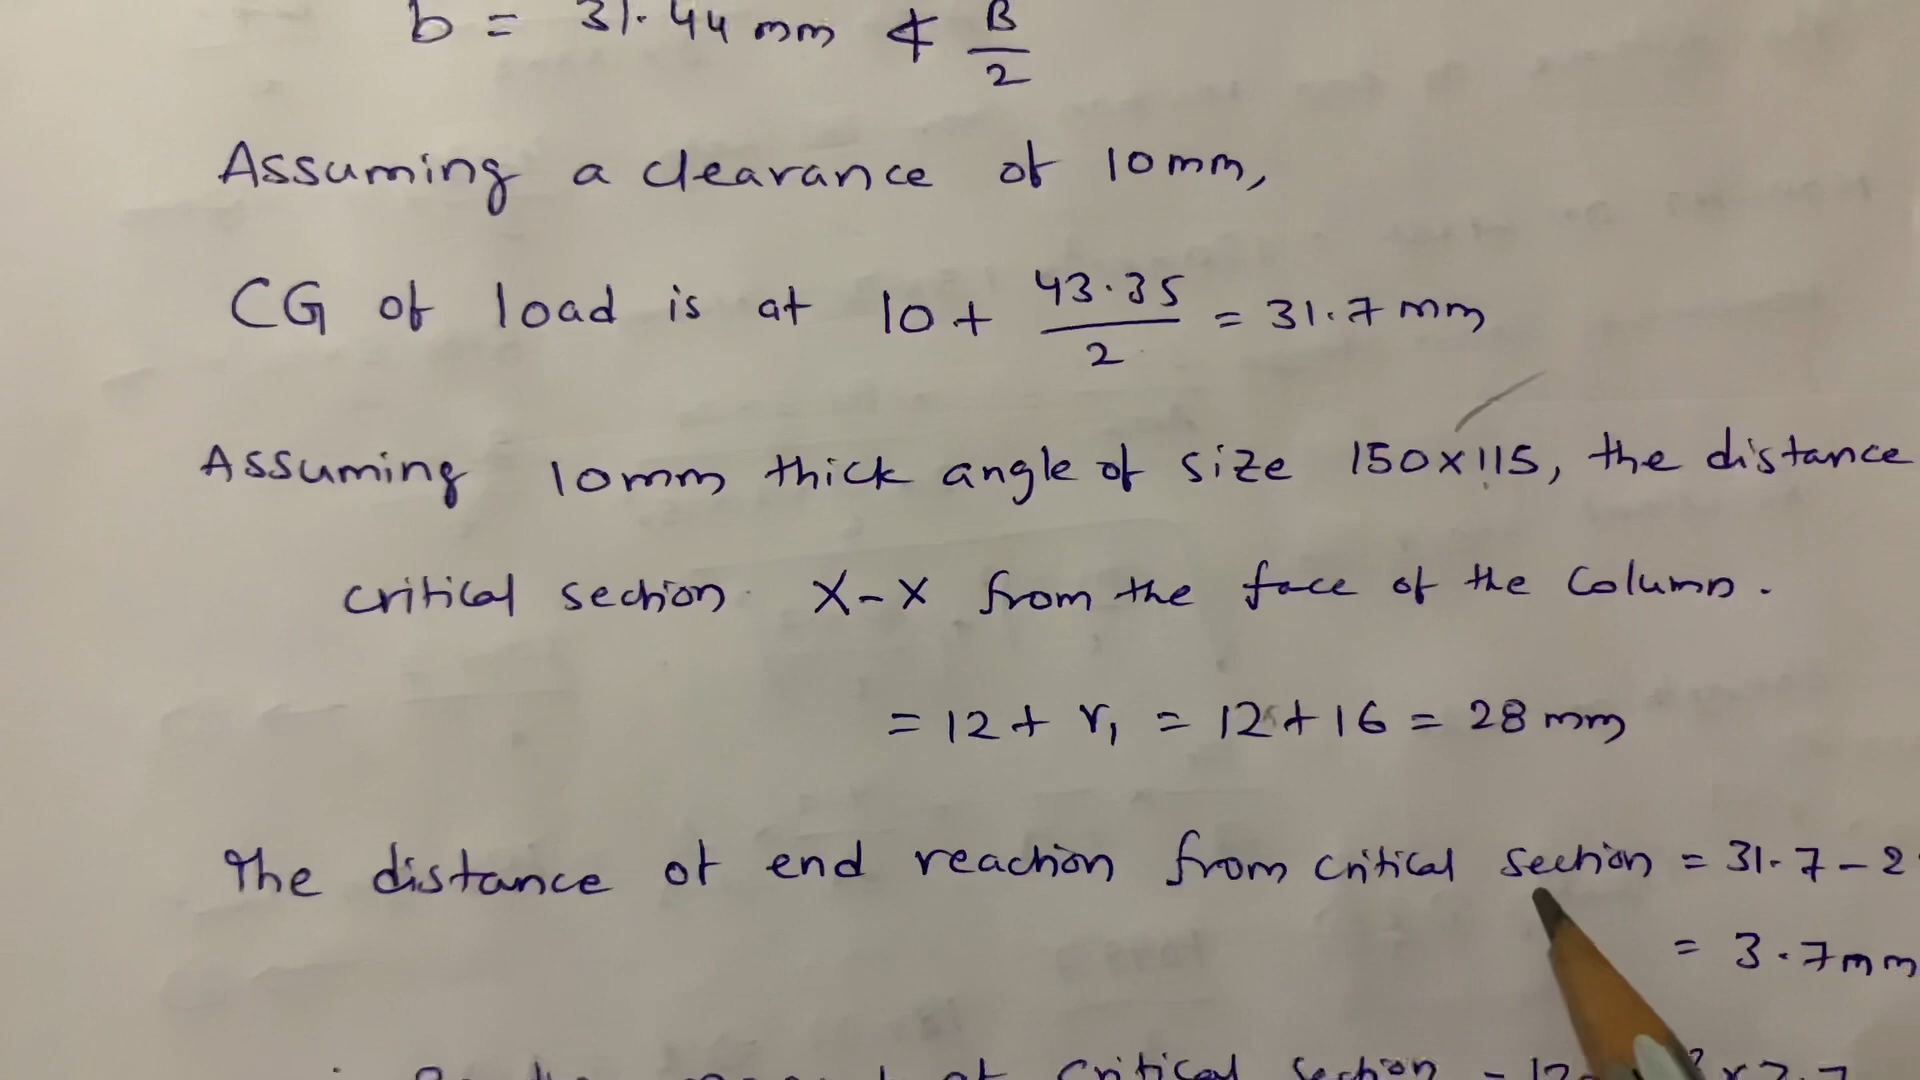 b = 31.44 mm ≮ B/2
Assuming a clearance of 10mm,
CG of load is at 10 + 43.35/2 = 31.7 mm
Assuming 10mm thick angle of size 150x115, the distance
critical section X-X from the face of the column.
= 12 + r₁ = 12 + 16 = 28 mm
The distance of end reaction from critical section = 31.7 - 2
= 3.7mm
critical section